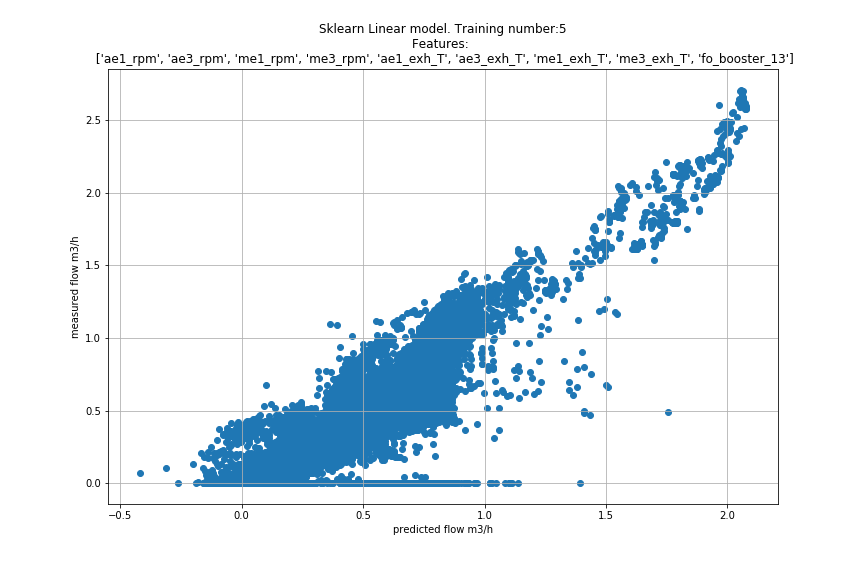 Sklearn Linear model. Training number:5
Features:
['ae1_rpm', 'ae3_rpm', 'me1_rpm', 'me3_rpm', 'ae1_exh_T', 'ae3_exh_T', 'me1_exh_T', 'me3_exh_T', 'fo_booster_13']
measured flow m3/h
2.5
2.0
1.5
1.0
0.5
0.0
−0.5
0.0
0.5
1.0
1.5
2.0
predicted flow m3/h